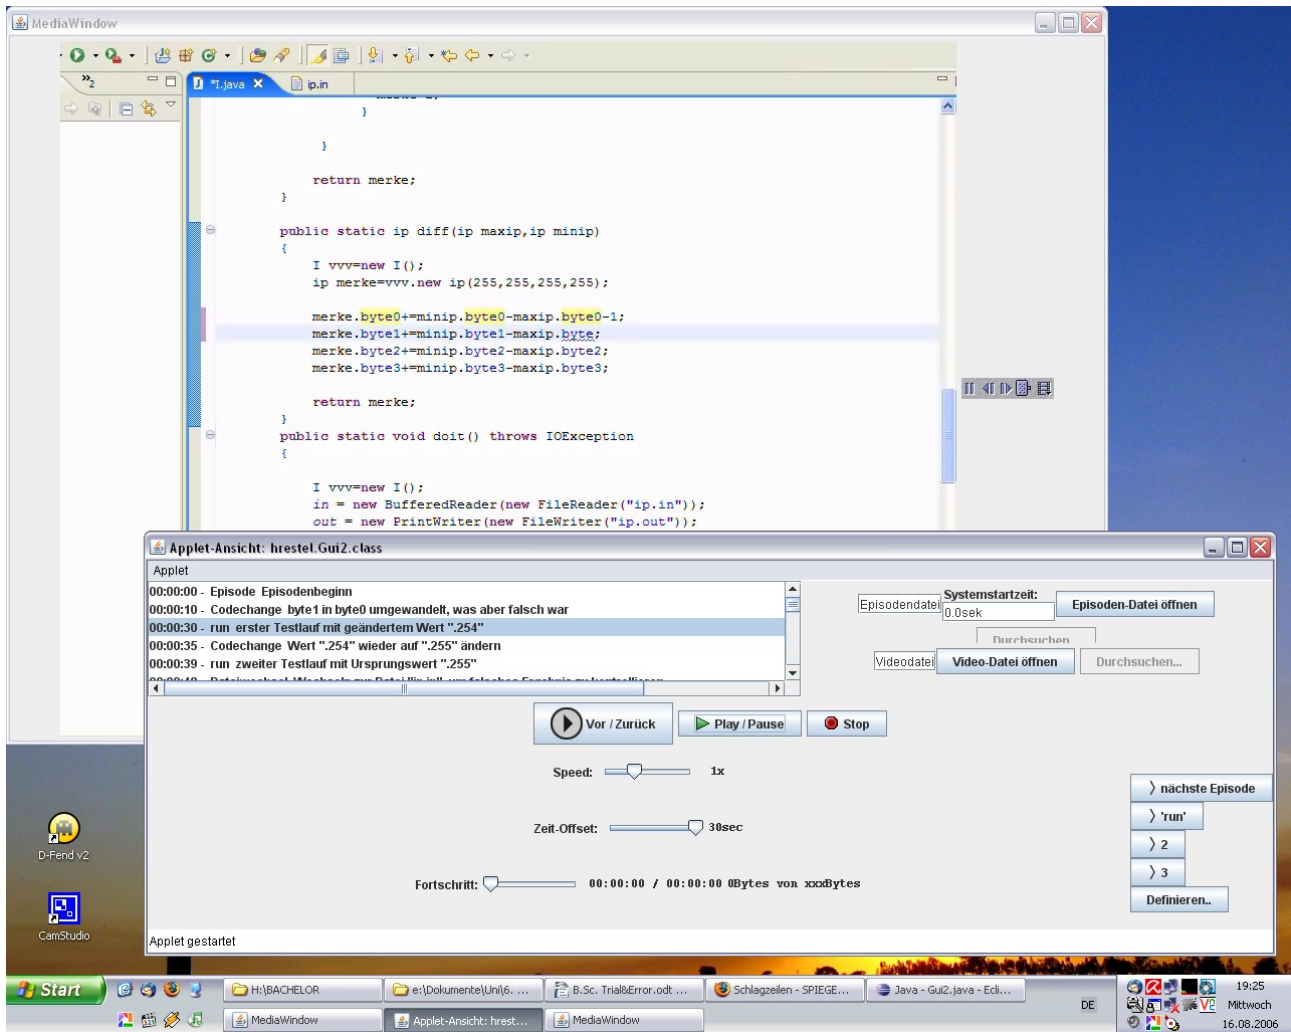 MediaWindow
»2
*I.java
ip.in
}
}
return merke;
}
public static ip diff(ip maxip,ip minip)
{
I vvv=new I();
ip merke=vvv.new ip(255,255,255,255);
merke.byte0+=minip.byte0-maxip.byte0-1;
merke.byte1+=minip.byte1-maxip.byte;
merke.byte2+=minip.byte2-maxip.byte2;
merke.byte3+=minip.byte3-maxip.byte3;
return merke;
}
public static void doit() throws IOException
{
I vvv=new I();
in = new BufferedReader(new FileReader("ip.in"));
out = new PrintWriter(new FileWriter("ip.out"));
Applet-Ansicht: hrestel.Gui2.class
Applet
00:00:00 - Episode Episodenbeginn
00:00:10 - Codechange byte1 in byte0 umgewandelt, was aber falsch war
00:00:30 - run erster Testlauf mit geändertem Wert ".254"
00:00:35 - Codechange Wert ".254" wieder auf ".255" ändern
00:00:39 - run zweiter Testlauf mit Ursprungswert ".255"
Episodendatei
Systemstartzeit:
0.0sek
Episoden-Datei öffnen
Durchsuchen
Videodatei
Video-Datei öffnen
Durchsuchen...
Vor / Zurück
Play / Pause
Stop
Speed:
1x
Zeit-Offset:
30sec
Fortschritt:
00:00:00 / 00:00:00 0Bytes von xxxBytes
> nächste Episode
> 'run'
> 2
> 3
Definieren..
Applet gestartet
D-Fend v2
CamStudio
Start
H:\BACHELOR
e:\Dokumente\Uni\6. ...
B.Sc. Trial&Error.odt ...
Schlagzeilen - SPIEGE...
Java - Gui2.java - Ecli...
MediaWindow
Applet-Ansicht: hrest...
MediaWindow
DE
19:25
Mittwoch
16.08.2006